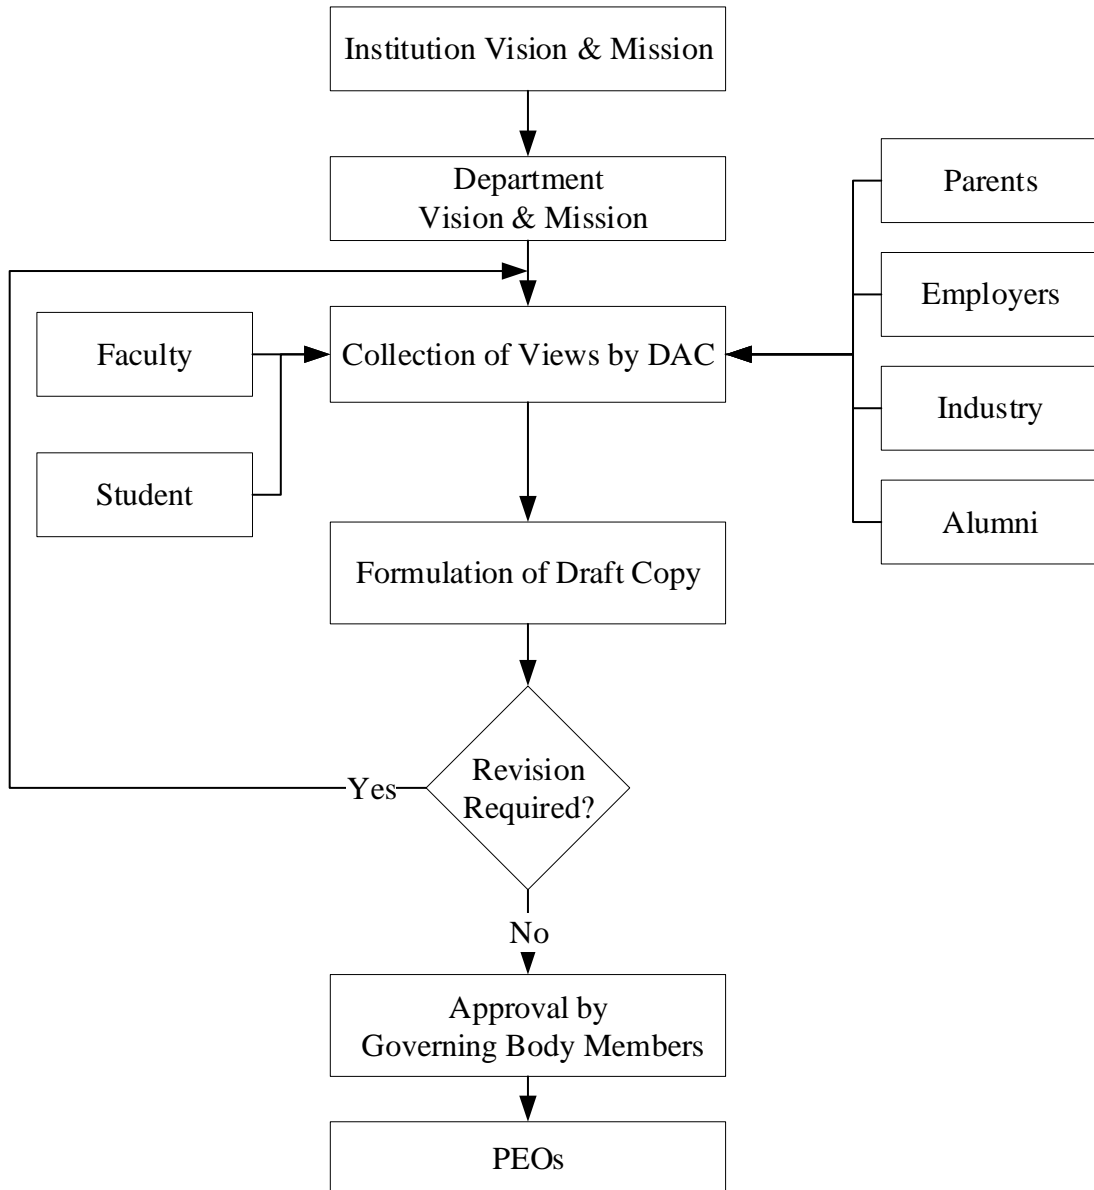 Institution Vision & Mission
Department
Vision & Mission
Parents
Employers
Faculty
Collection of Views by DAC
Industry
Student
Alumni
Formulation of Draft Copy
Revision
Required?
Yes
No
Approval by
Governing Body Members
PEOs